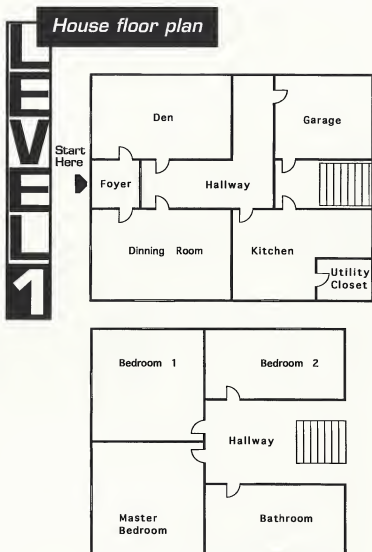 House floor plan
LEVEL 1
Start
Here
Den
Garage
Foyer
Hallway
Dinning Room
Kitchen
Utility
Closet
Bedroom 1
Bedroom 2
Hallway
Master
Bedroom
Bathroom